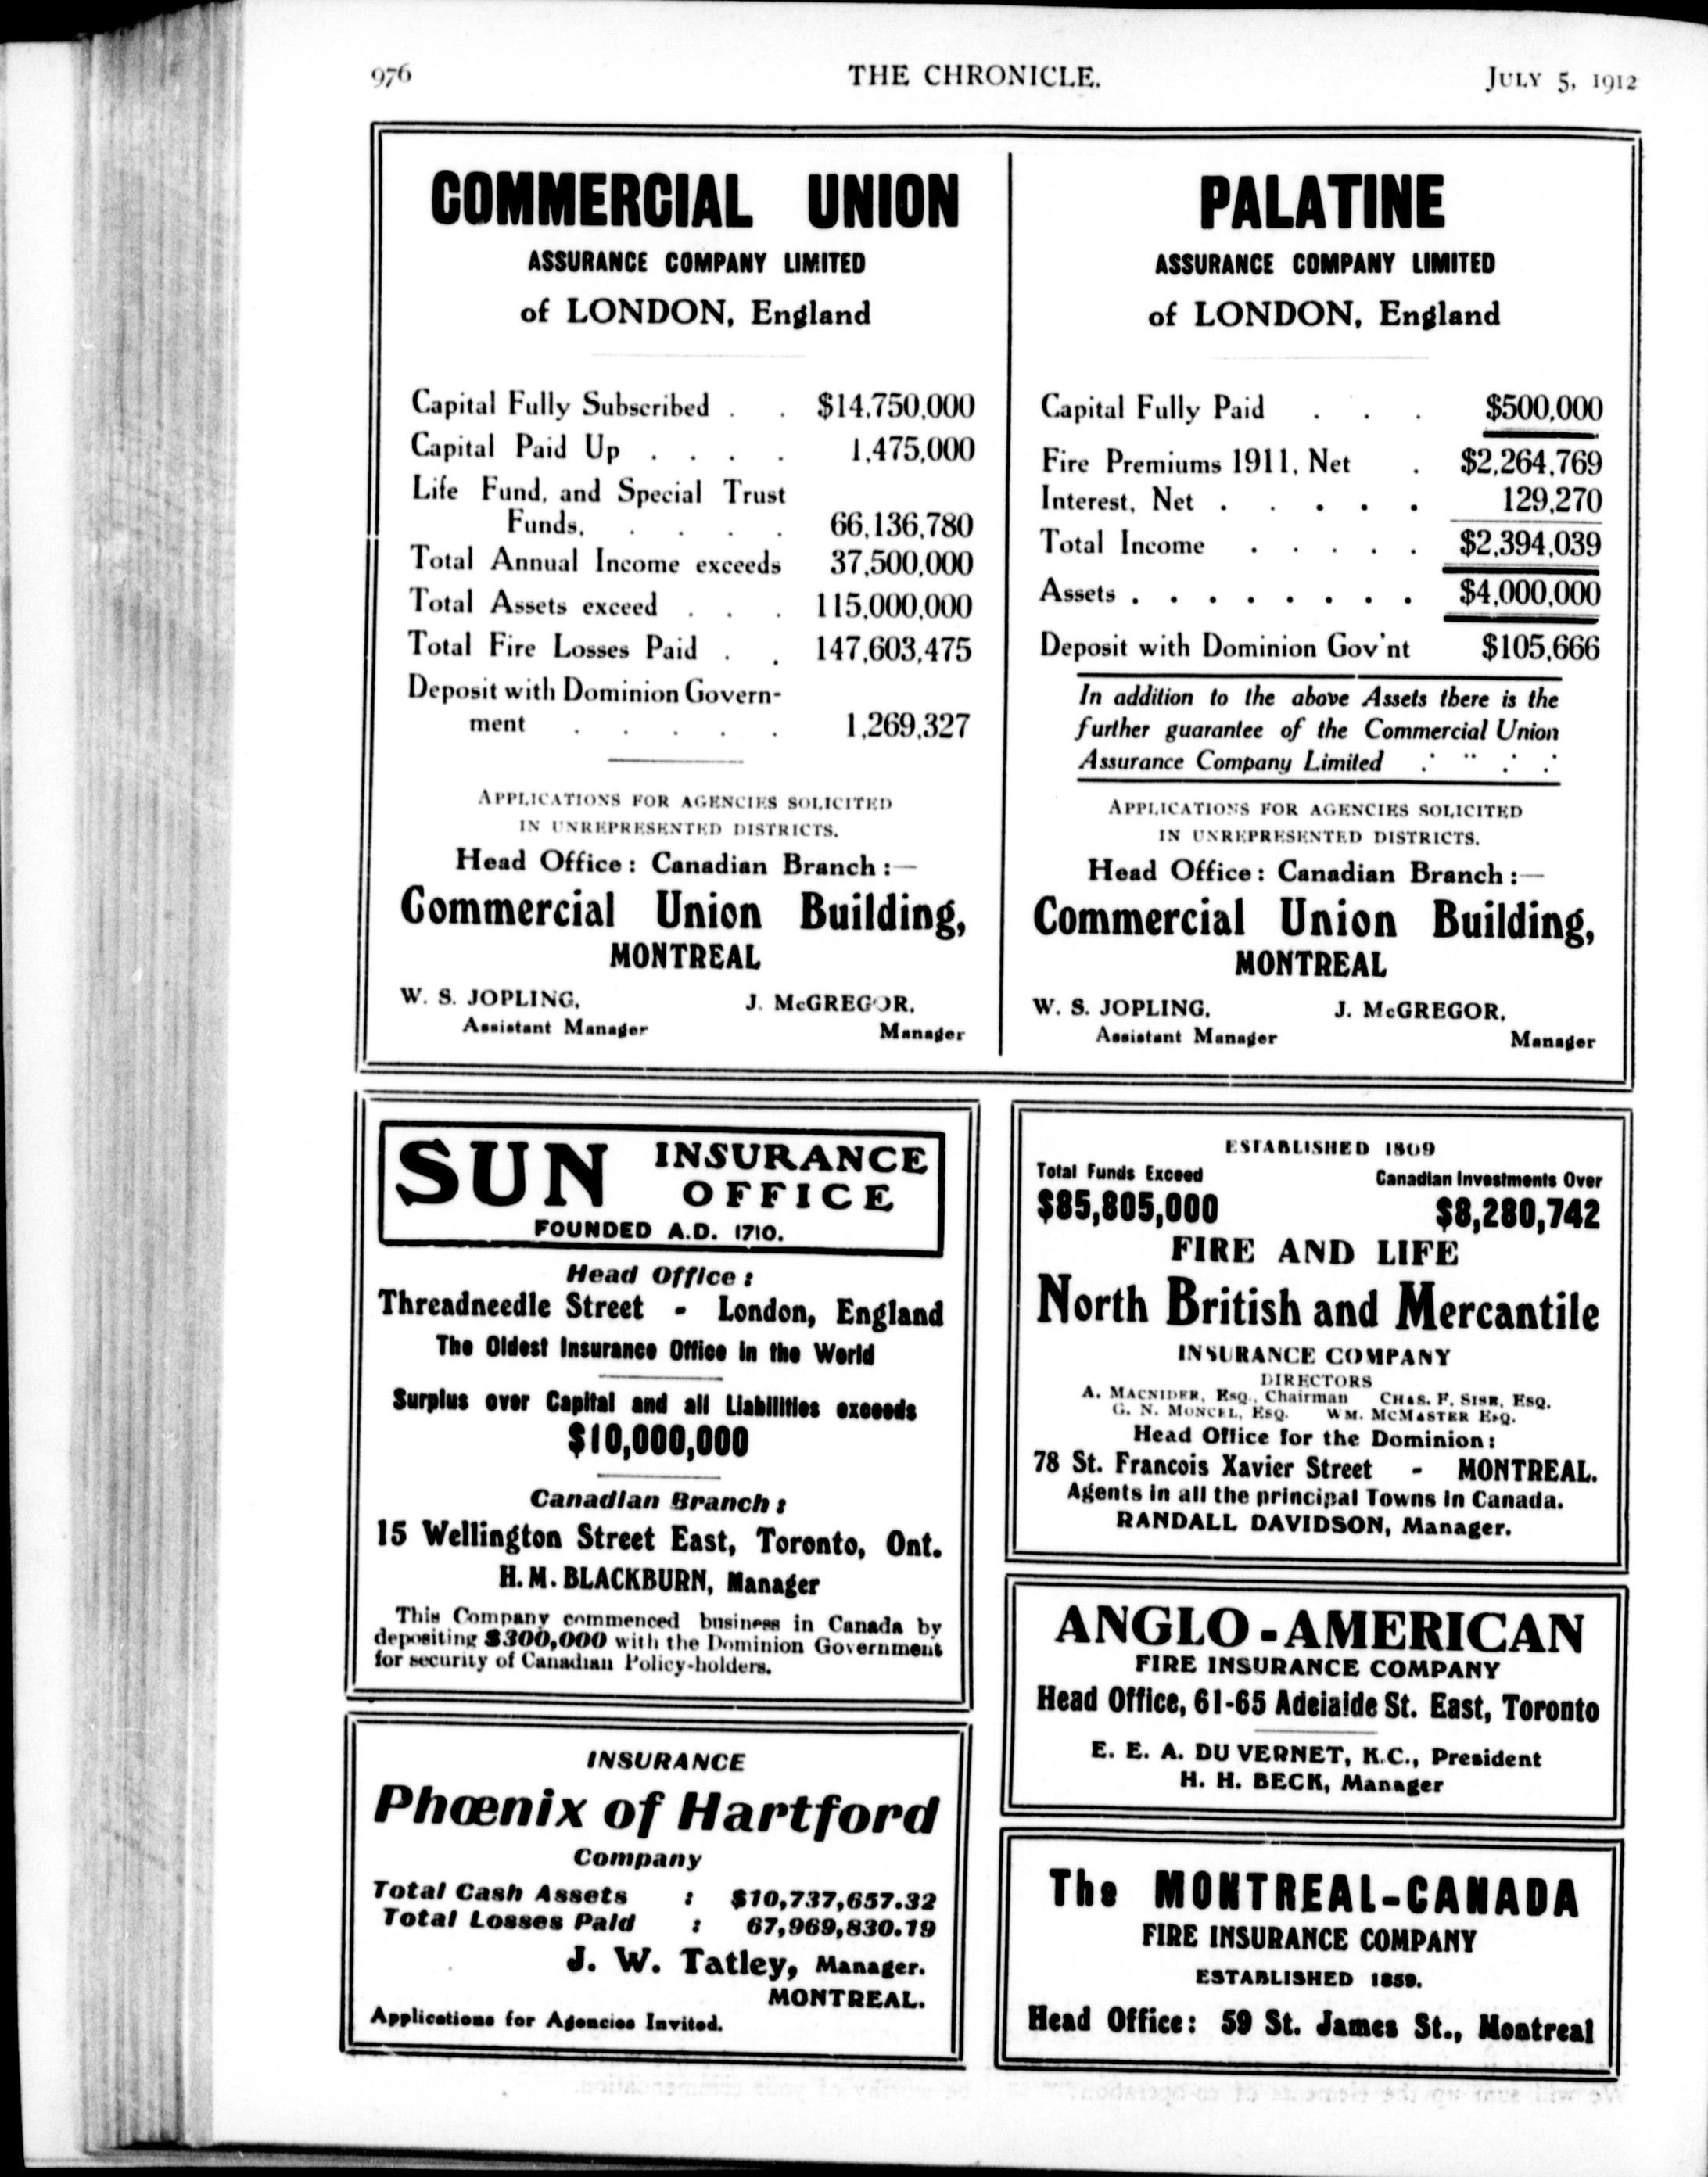 976
THE CHRONICLE.
JULY 5, 1912
COMMERCIAL UNION
ASSURANCE COMPANY LIMITED
of LONDON, England
Capital Fully Subscribed . . $14,750,000
Capital Paid Up . . . . 1,475,000
Life Fund, and Special Trust
Funds, . . . . 66,136,780
Total Annual Income exceeds 37,500,000
Total Assets exceed . . . 115,000,000
Total Fire Losses Paid . . 147,603,475
Deposit with Dominion Govern-
ment . . . . . 1,269,327
APPLICATIONS FOR AGENCIES SOLICITED
IN UNREPRESENTED DISTRICTS.
Head Office: Canadian Branch:—
Commercial Union Building,
MONTREAL
W. S. JOPLING, J. McGREGOR,
Assistant Manager Manager
PALATINE
ASSURANCE COMPANY LIMITED
of LONDON, England
Capital Fully Paid . . . $500,000
Fire Premiums 1911, Net . $2,264,769
Interest, Net . . . . . . 129,270
Total Income . . . . . $2,394,039
Assets . . . . . . . . $4,000,000
Deposit with Dominion Gov'nt $105,666
In addition to the above Assets there is the
further guarantee of the Commercial Union
Assurance Company Limited
APPLICATIONS FOR AGENCIES SOLICITED
IN UNREPRESENTED DISTRICTS.
Head Office: Canadian Branch:—
Commercial Union Building,
MONTREAL
W. S. JOPLING, J. McGREGOR,
Assistant Manager Manager
SUN INSURANCE
OFFICE
FOUNDED A.D. 1710.
Head Office:
Threadneedle Street - London, England
The Oldest Insurance Office in the World
Surplus over Capital and all Liabilities exceeds
$10,000,000
Canadian Branch:
15 Wellington Street East, Toronto, Ont.
H. M. BLACKBURN, Manager
This Company commenced business in Canada by
depositing $300,000 with the Dominion Government
for security of Canadian Policy-holders.
INSURANCE
Phœnix of Hartford
Company
Total Cash Assets : $10,737,657.32
Total Losses Paid : 67,969,830.19
J. W. Tatley, Manager.
MONTREAL.
Applications for Agencies Invited.
ESTABLISHED 1809
Total Funds Exceed Canadian Investments Over
$85,805,000 $8,280,742
FIRE AND LIFE
North British and Mercantile
INSURANCE COMPANY
DIRECTORS
A. MACNIDER, ESQ., Chairman CHAS. F. SISE, ESQ.
G. N. MONCEL, ESQ. WM. MCMASTER ESQ.
Head Office for the Dominion:
78 St. Francois Xavier Street - MONTREAL.
Agents in all the principal Towns in Canada.
RANDALL DAVIDSON, Manager.
ANGLO-AMERICAN
FIRE INSURANCE COMPANY
Head Office, 61-65 Adelaide St. East, Toronto
E. E. A. DU VERNET, K.C., President
H. H. BECK, Manager
The MONTREAL-CANADA
FIRE INSURANCE COMPANY
ESTABLISHED 1859.
Head Office: 59 St. James St., Montreal